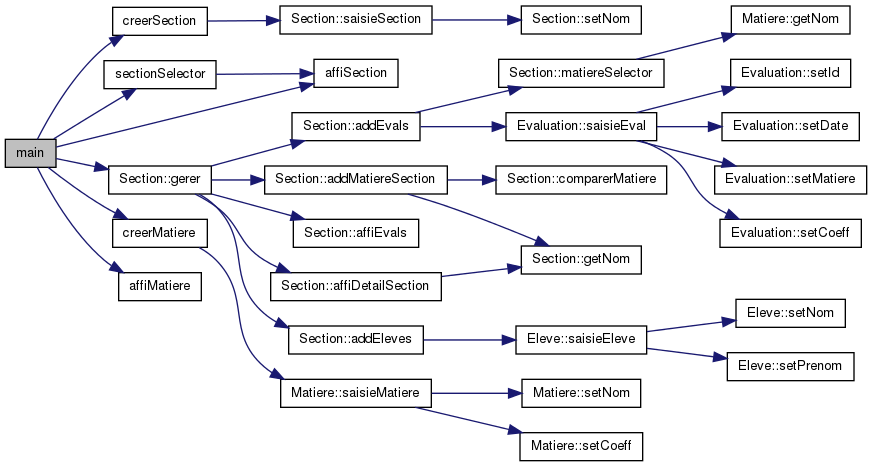 creerSection
Section::saisieSection
Section::setNom
Matiere::getNom
sectionSelector
affiSection
Section::matiereSelector
Evaluation::setId
Section::addEvals
Evaluation::saisieEval
Evaluation::setDate
main
Section::gerer
Section::addMatiereSection
Section::comparerMatiere
Evaluation::setMatiere
creerMatiere
Section::affiEvals
Evaluation::setCoeff
Section::getNom
affiMatiere
Section::affiDetailSection
Eleve::setNom
Section::addEleves
Eleve::saisieEleve
Eleve::setPrenom
Matiere::saisieMatiere
Matiere::setNom
Matiere::setCoeff